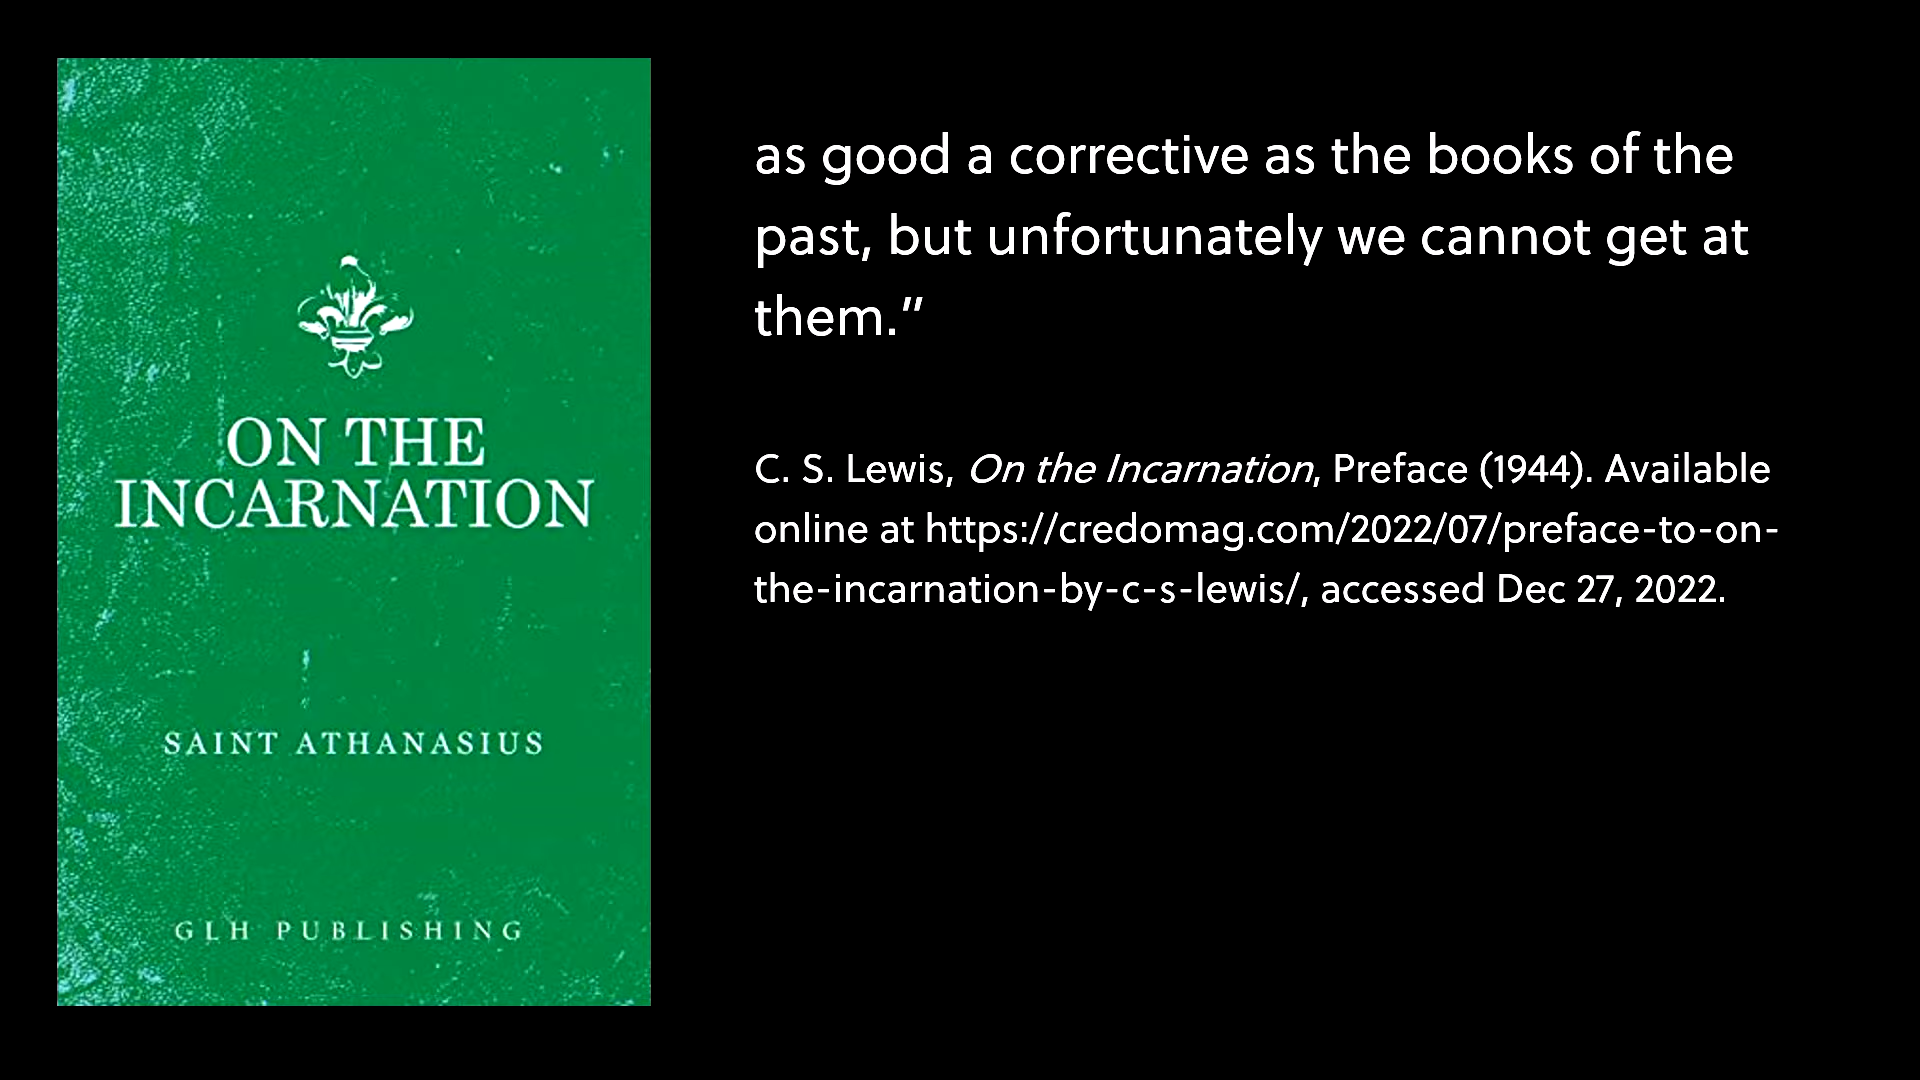 ON THE
INCARNATION
SAINT ATHANASIUS
GLH PUBLISHING
as good a corrective as the books of the
past, but unfortunately we cannot get at
them.”
C. S. Lewis, On the Incarnation, Preface (1944). Available
online at https://credomag.com/2022/07/preface-to-on-
the-incarnation-by-c-s-lewis/, accessed Dec 27, 2022.